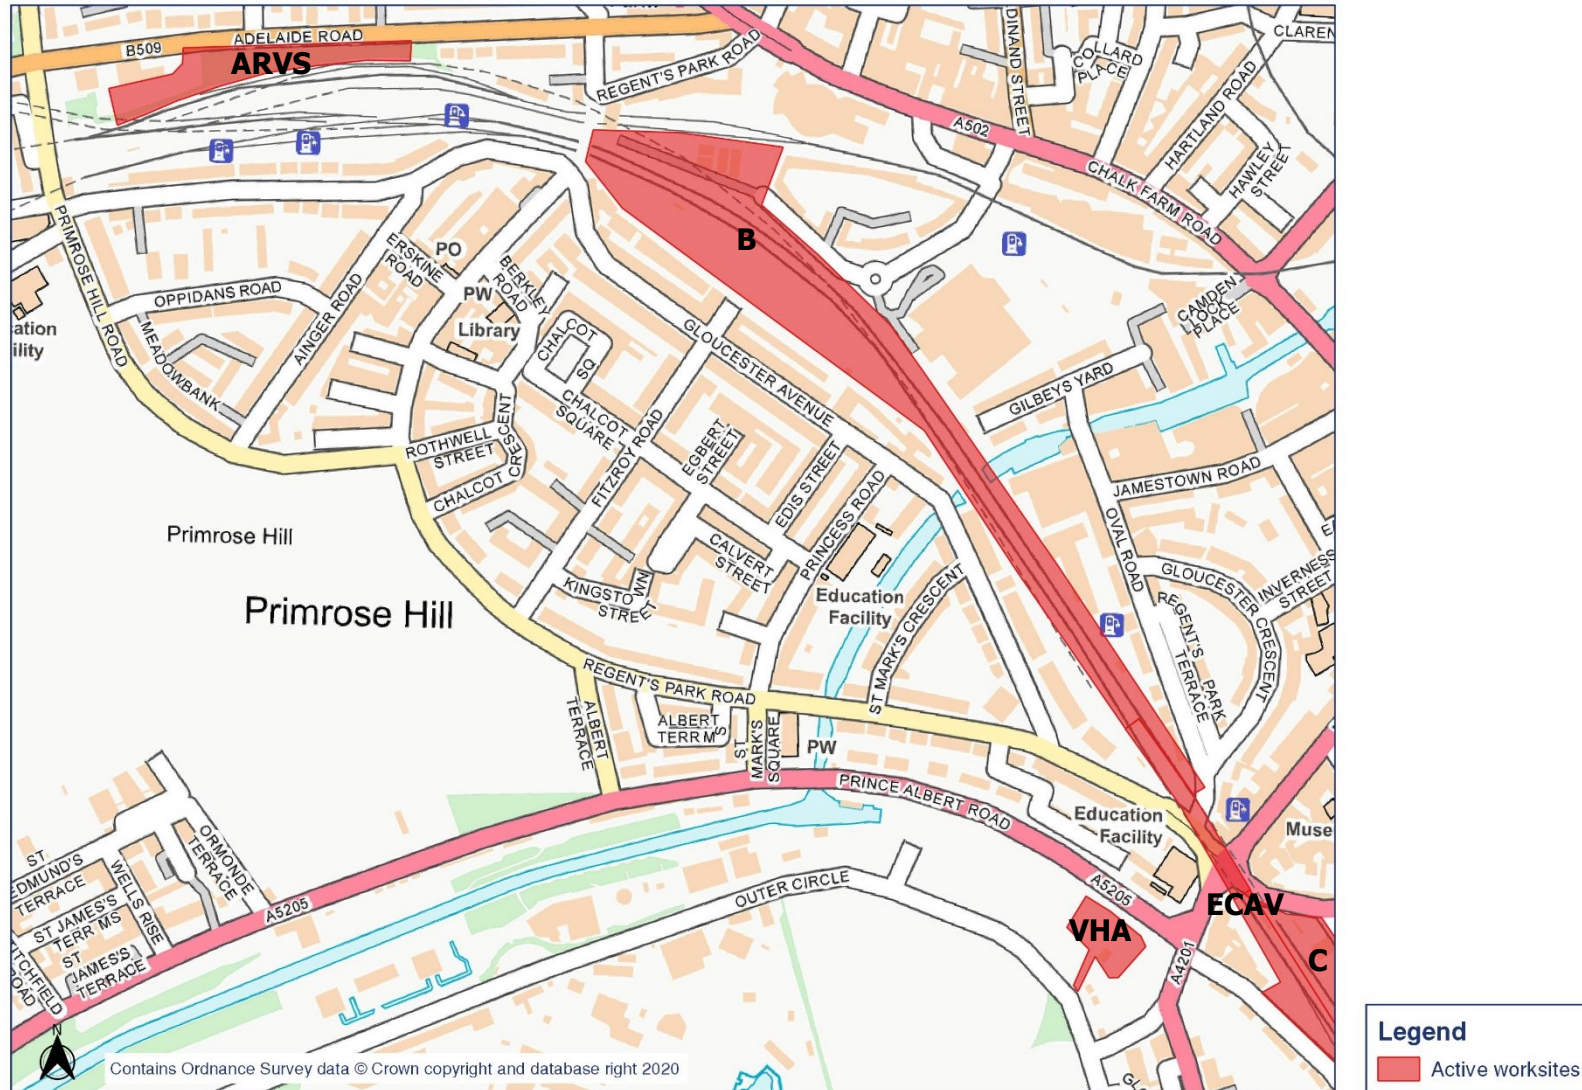 B509
ADELAIDE ROAD
ARVS
REGENT'S PARK ROAD
DINAND STREET
LLARD
CO
PLACE
CLAREN
HARTLAND ROAD
HAWLEY
STREET
A502
CHALK FARM ROAD
PRIMROSE HILL ROAD
B
PO
ERSKINE
ROAD
PW
BERKLEY
ROAD
Library
OPPIDANS ROAD
AINGER ROAD
MEADOWBANK
ation
ility
CHALCOT
SQ
GLOUCESTER AVENUE
CAMDEN
LOCK
PLACE
GILBEYS YARD
CHALCOT
SQUARE
ROTHWELL
STREET
CHALCOT
CRESCENT
FITZROY ROAD
EGBERT
STREET
EDIS STREET
PRINCESS ROAD
JAMESTOWN ROAD
OVAL ROAD
Primrose Hill
Primrose Hill
CALVERT
STREET
KINGSTO
NM
STREET
Education
Facility
ST MARK'S CRESCENT
GLOUCESTER CRESCENT
INVERNESS
STREET
REGENT'S
PARK
TERRACE
REGENT'S PARK ROAD
ALBERT
TERRACE
ALBERT
TERR M
S
ST
MARK'S
SQUARE
PW
PRINCE ALBERT ROAD
Education
Facility
Muse
ST
EDMUND'S
TERRACE
ORMONDE
TERRACE
WELLS RISE
ST JAMES'S
TERR MS
ST
JAMES'S
TERRACE
TCHFIELD
ROAD
A5205
OUTER CIRCLE
A5205
VHA
ECAV
A4201
C
GLO
N
Contains Ordnance Survey data © Crown copyright and database right 2020
Legend
Active worksites